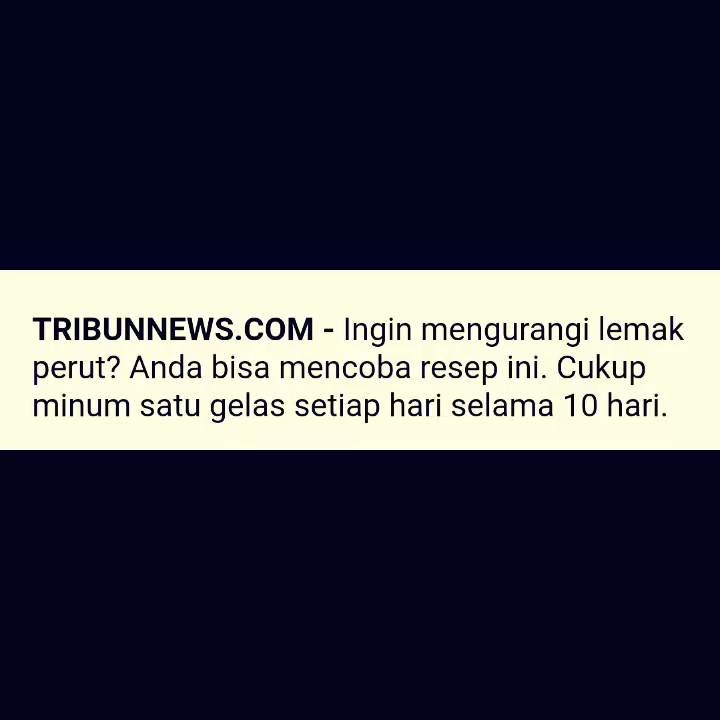 TRIBUNNEWS.COM - Ingin mengurangi lemak
perut? Anda bisa mencoba resep ini. Cukup
minum satu gelas setiap hari selama 10 hari.